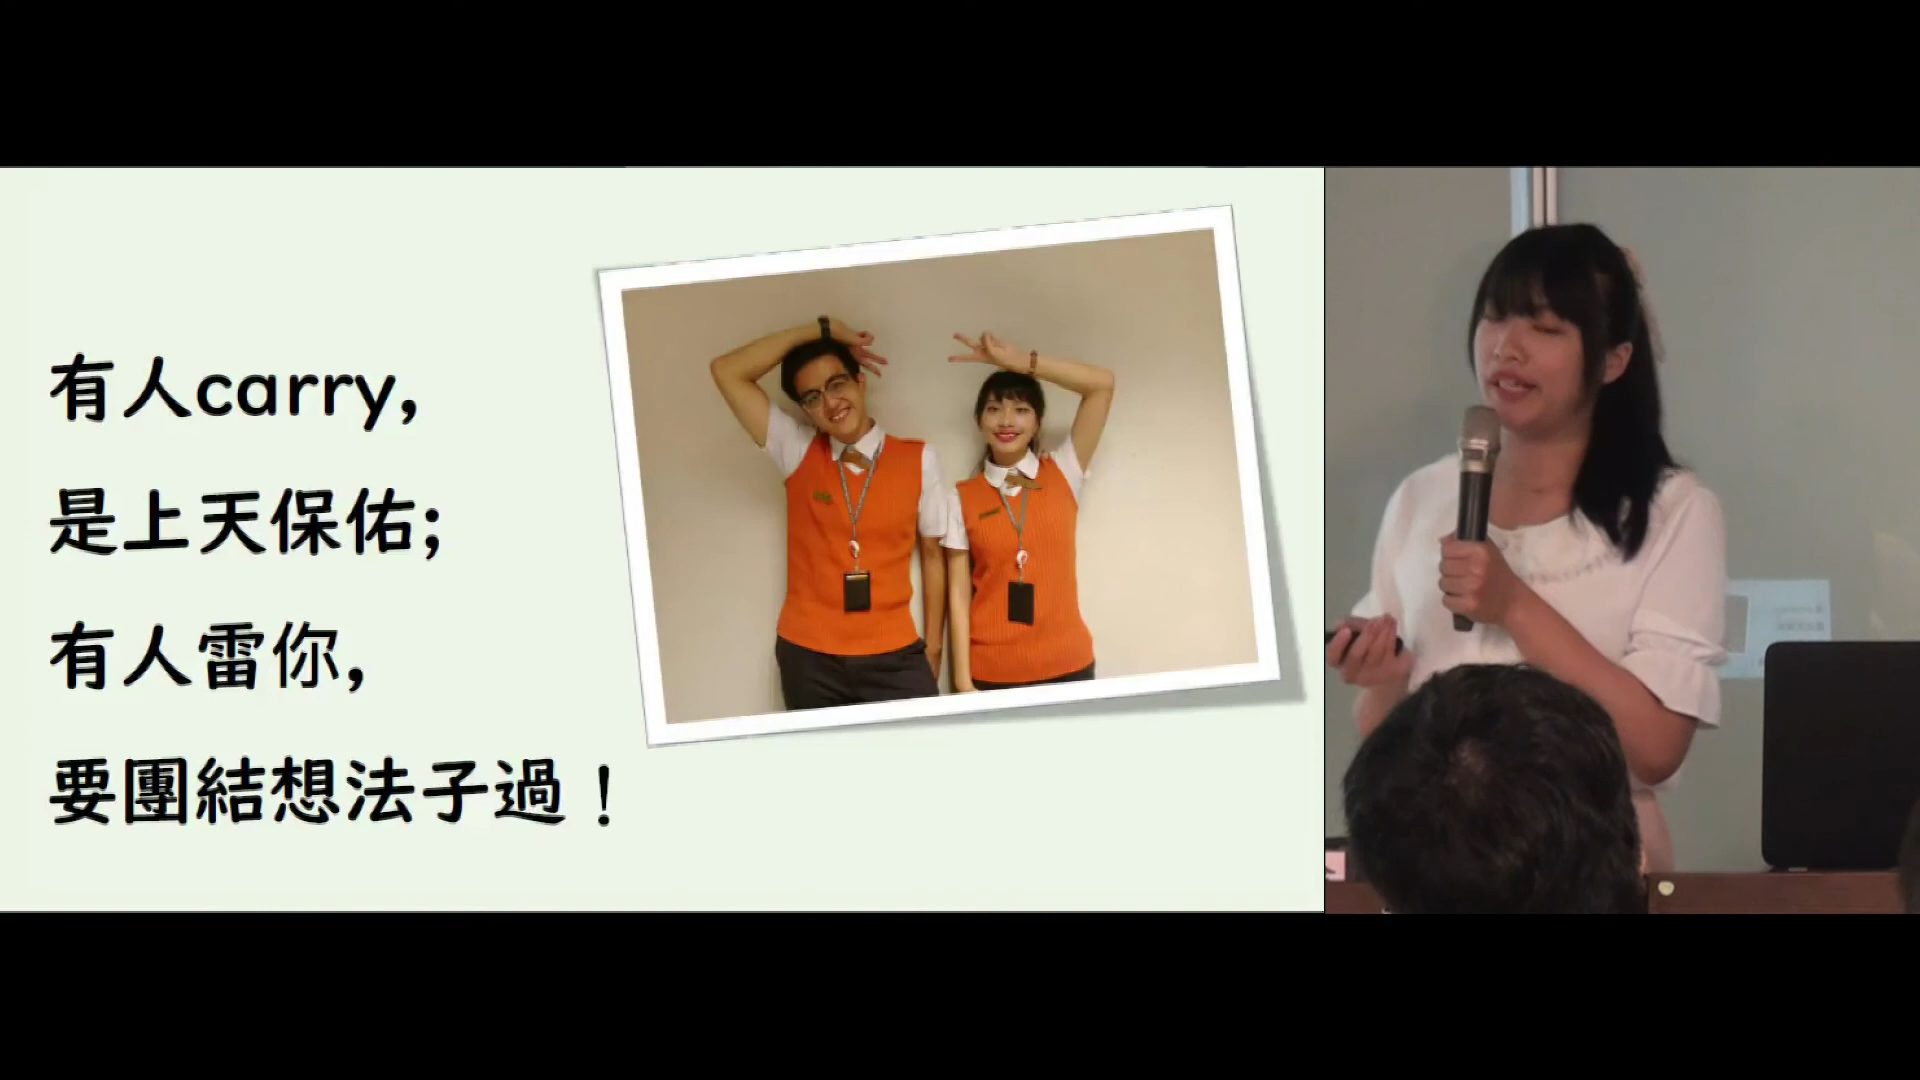 有人carry,
是上天保佑;
有人雷你,
要團結想法子過！